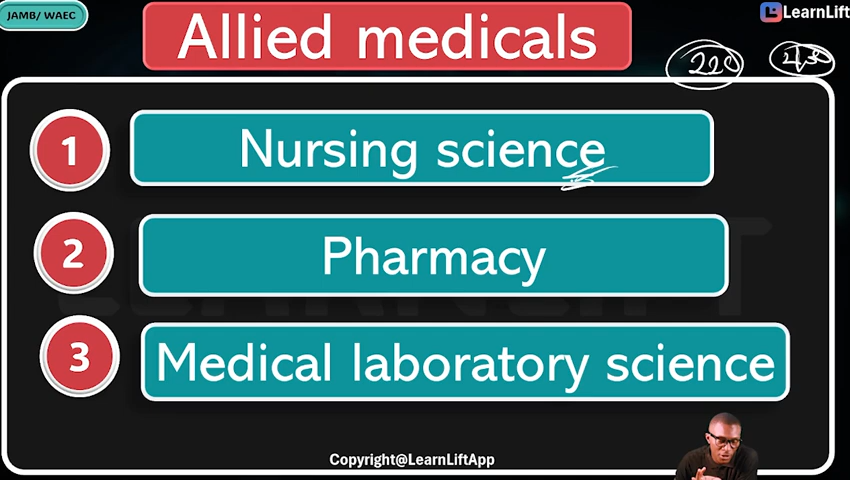 JAMB/ WAEC
Allied medicals
LearnLift
220
1
Nursing science
2
Pharmacy
3
Medical laboratory science
Copyright@LearnLiftApp